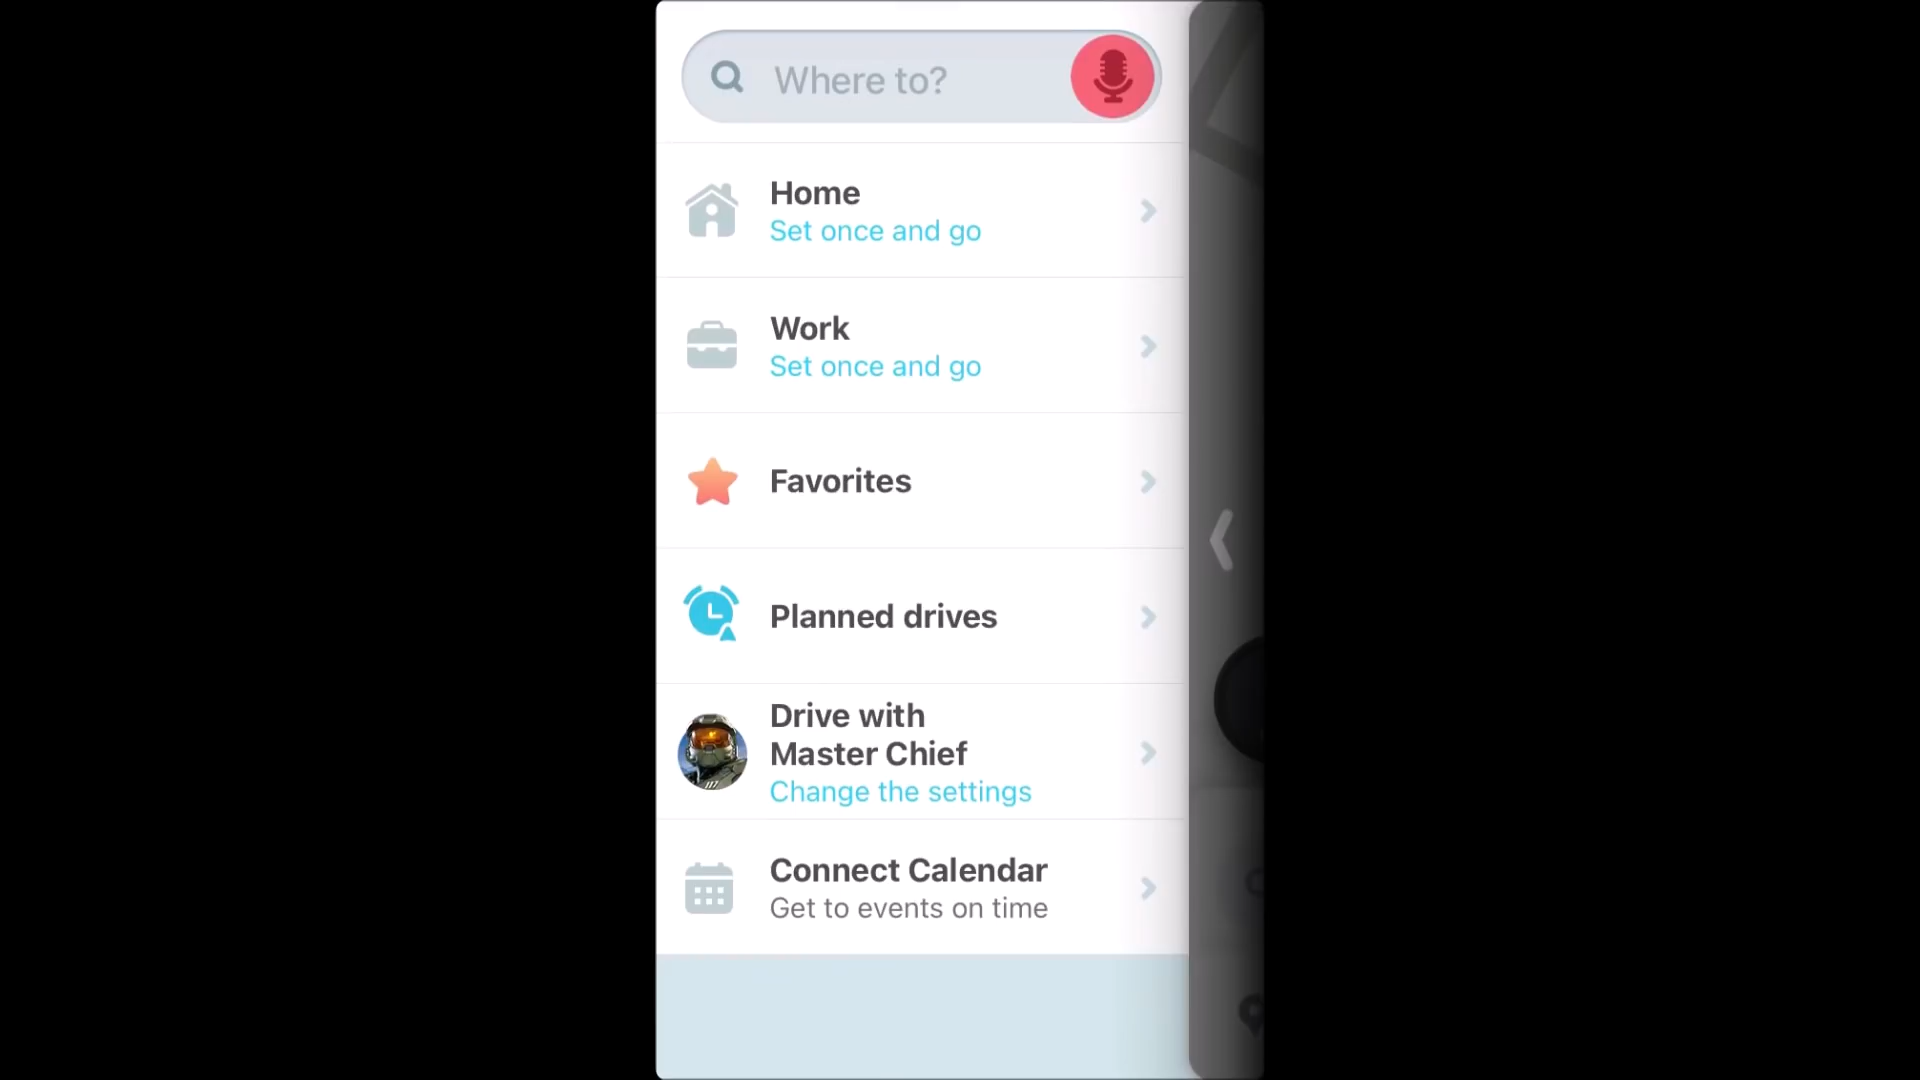 Where to?
Home
Set once and go
Work
Set once and go
Favorites
Planned drives
Drive with
Master Chief
Change the settings
Connect Calendar
Get to events on time